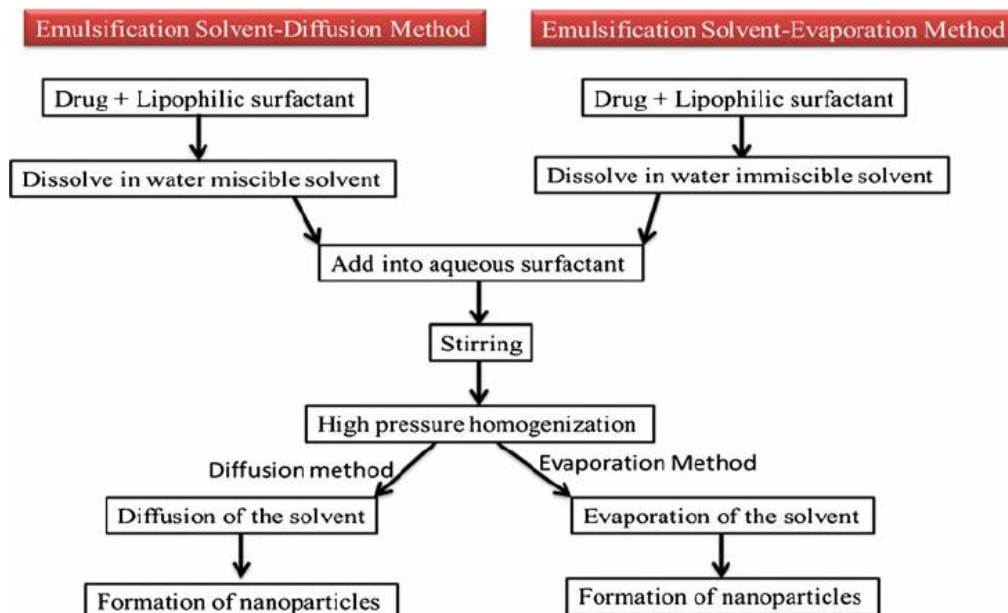 Emulsification Solvent-Diffusion Method
Emulsification Solvent-Evaporation Method
Drug + Lipophilic surfactant
Drug + Lipophilic surfactant
Dissolve in water miscible solvent
Dissolve in water immiscible solvent
Add into aqueous surfactant
Stirring
High pressure homogenization
Diffusion method
Evaporation Method
Diffusion of the solvent
Evaporation of the solvent
Formation of nanoparticles
Formation of nanoparticles